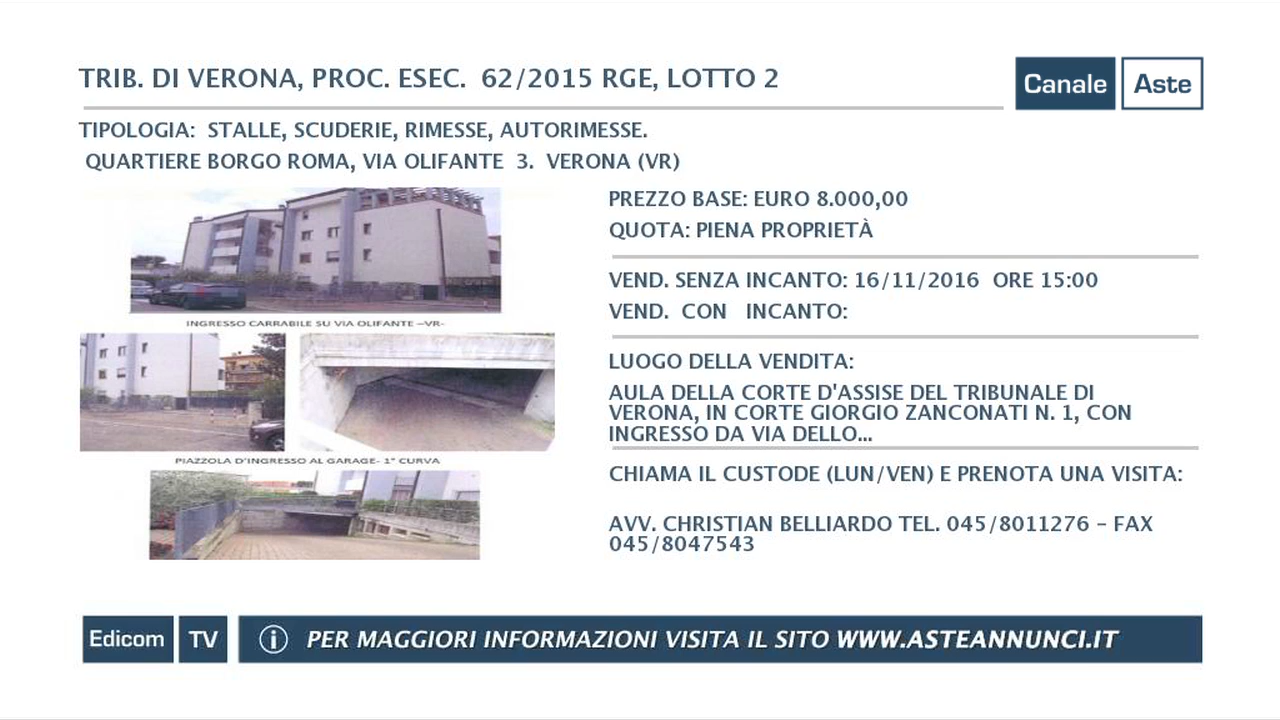 TRIB. DI VERONA, PROC. ESEC. 62/2015 RGE, LOTTO 2
Canale Aste
TIPOLOGIA: STALLE, SCUDERIE, RIMESSE, AUTORIMESSE.
QUARTIERE BORGO ROMA, VIA OLIFANTE 3. VERONA (VR)
INGRESSO CARRABILE SU VIA OLIFANTE –VR-
PIAZZOLA D'INGRESSO AL GARAGE- 1° CURVA
PREZZO BASE: EURO 8.000,00
QUOTA: PIENA PROPRIETÀ
VEND. SENZA INCANTO: 16/11/2016 ORE 15:00
VEND. CON INCANTO:
LUOGO DELLA VENDITA:
AULA DELLA CORTE D'ASSISE DEL TRIBUNALE DI
VERONA, IN CORTE GIORGIO ZANCONATI N. 1, CON
INGRESSO DA VIA DELLO...
CHIAMA IL CUSTODE (LUN/VEN) E PRENOTA UNA VISITA:
AVV. CHRISTIAN BELLIARDO TEL. 045/8011276 – FAX
045/8047543
Edicom TV
PER MAGGIORI INFORMAZIONI VISITA IL SITO WWW.ASTEANNUNCI.IT